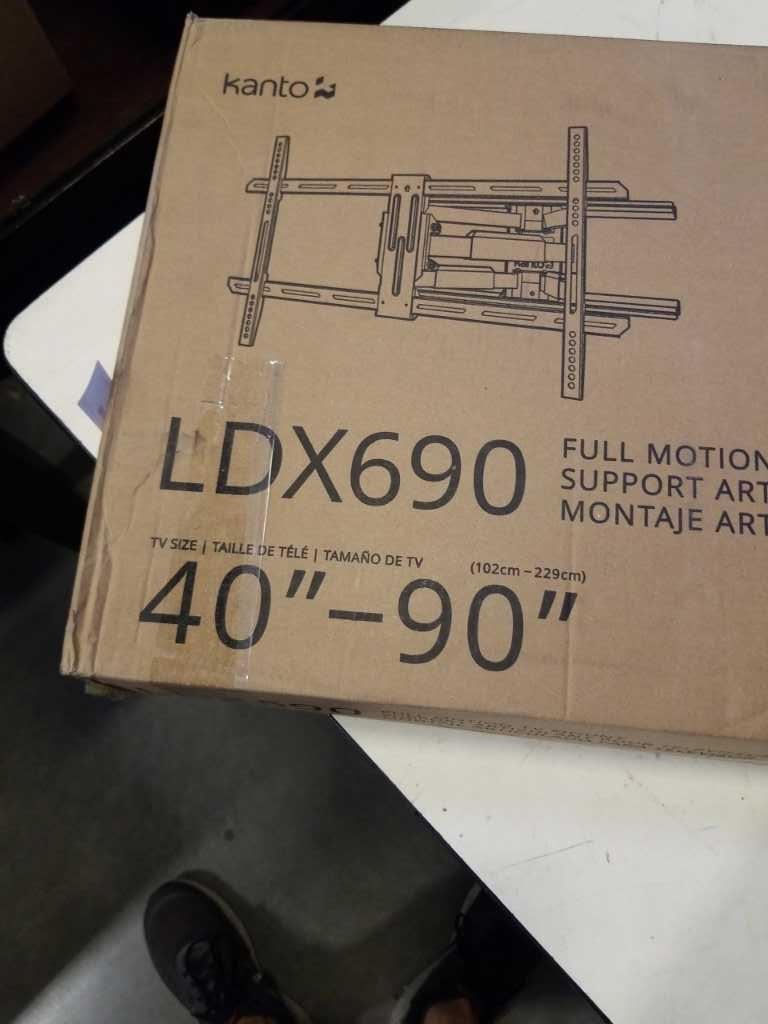 kanto
kanto
LDX690
FULL MOTION
SUPPORT ART
MONTAJE ART
TV SIZE | TAILLE DE TÉLÉ | TAMAÑO DE TV
(102cm – 229cm)
40” – 90”